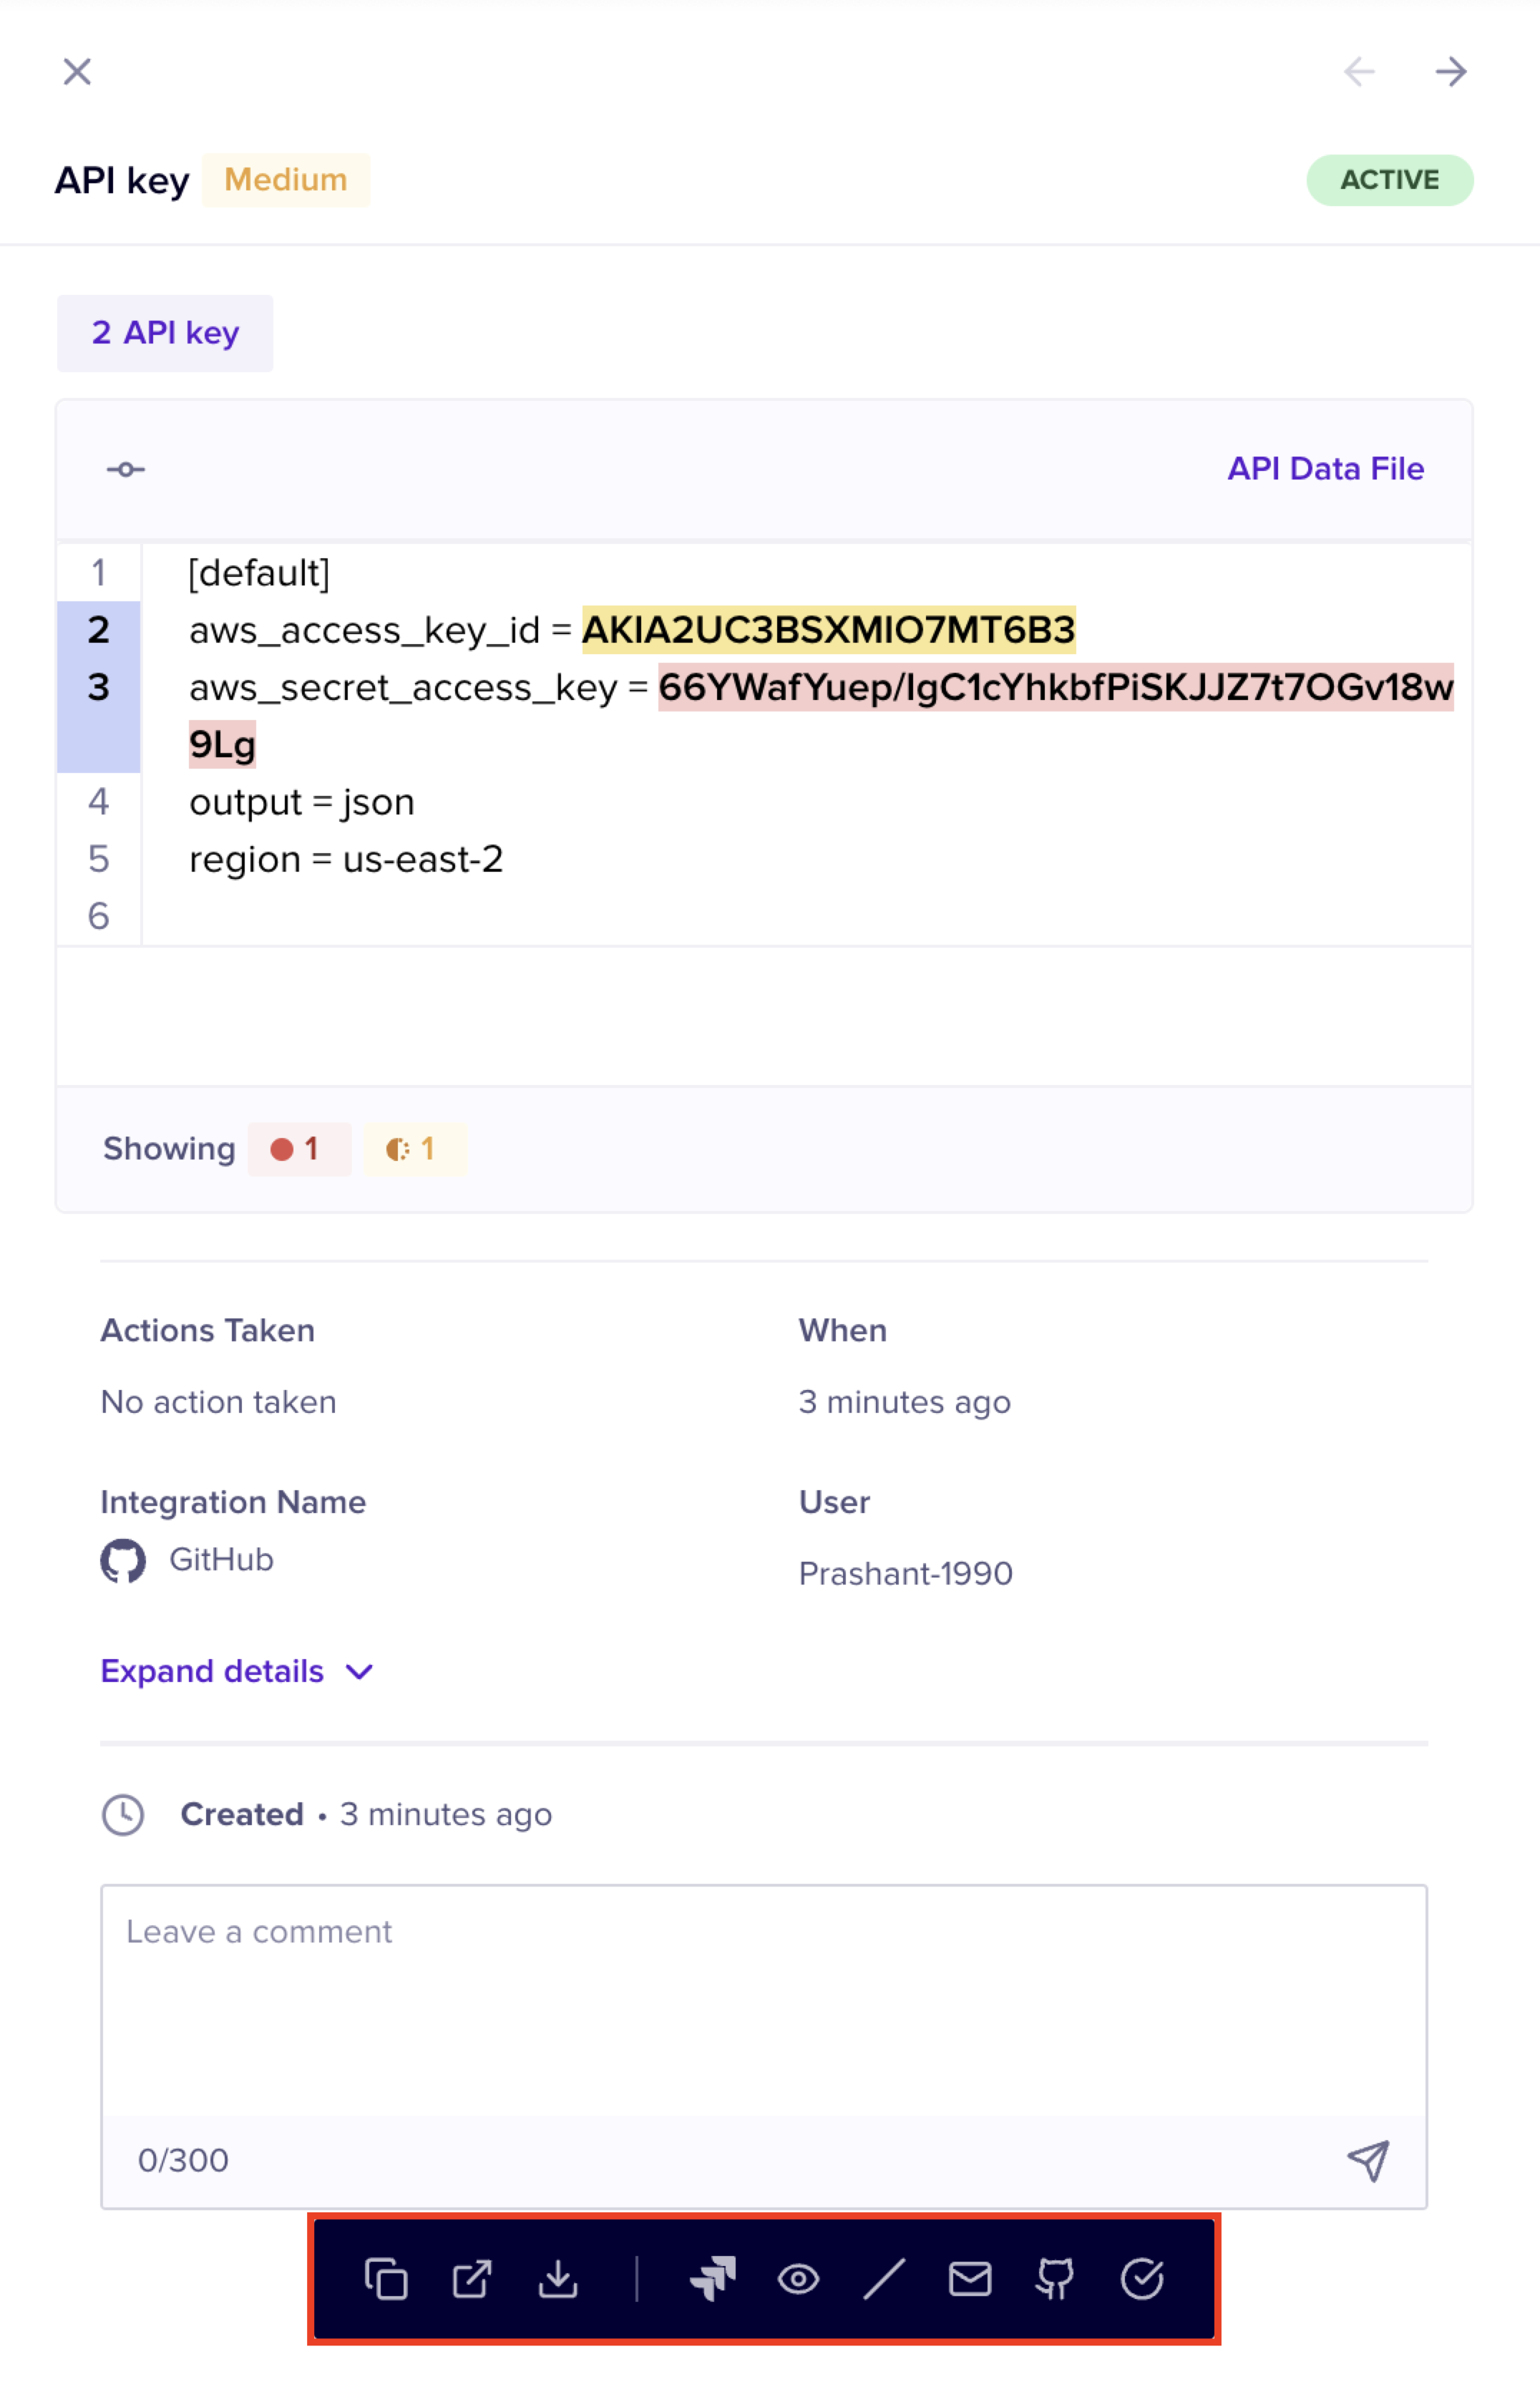 API key Medium ACTIVE
2 API key
API Data File
1 [default]
2 aws_access_key_id = AKIA2UC3BSXMIO7MT6B3
3 aws_secret_access_key = 66YWafYuep/IgC1cYhkbfPiSKJJZ7t7OGv18w
9Lg
4 output = json
5 region = us-east-2
6
Showing 1 1
Actions Taken When
No action taken 3 minutes ago
Integration Name User
GitHub Prashant-1990
Expand details
Created • 3 minutes ago
Leave a comment
0/300